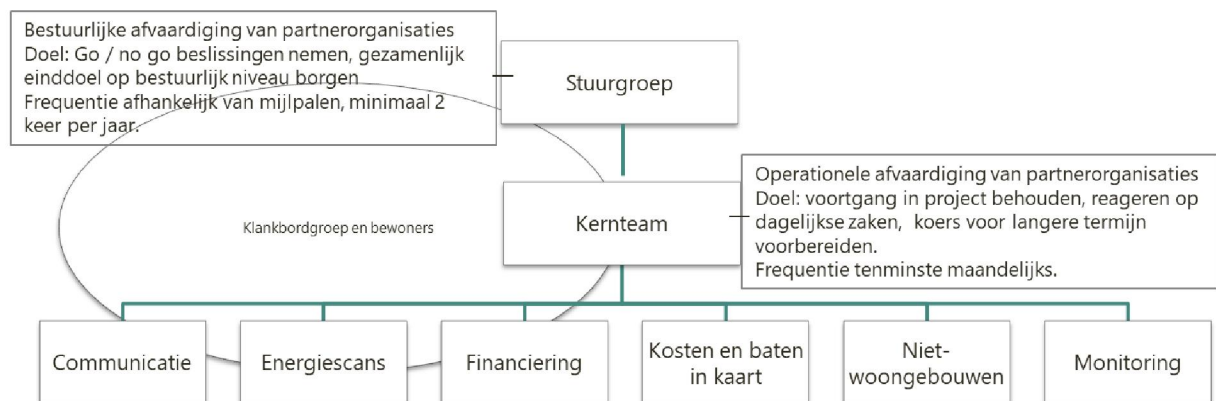 Bestuurlijke afvaardiging van partnerorganisaties
Doel: Go / no go beslissingen nemen, gezamenlijk
einddoel op bestuurlijk niveau borgen
Frequentie afhankelijk van mijlpalen, minimaal 2
keer per jaar.
Stuurgroep
Operationele afvaardiging van partnerorganisaties
Doel: voortgang in project behouden, reageren op
dagelijkse zaken, koers voor langere termijn
voorbereiden.
Frequentie tenminste maandelijks.
Kernteam
Klankbordgroep en bewoners
Communicatie
Energiescans
Financiering
Kosten en baten
in kaart
Niet-
woongebouwen
Monitoring